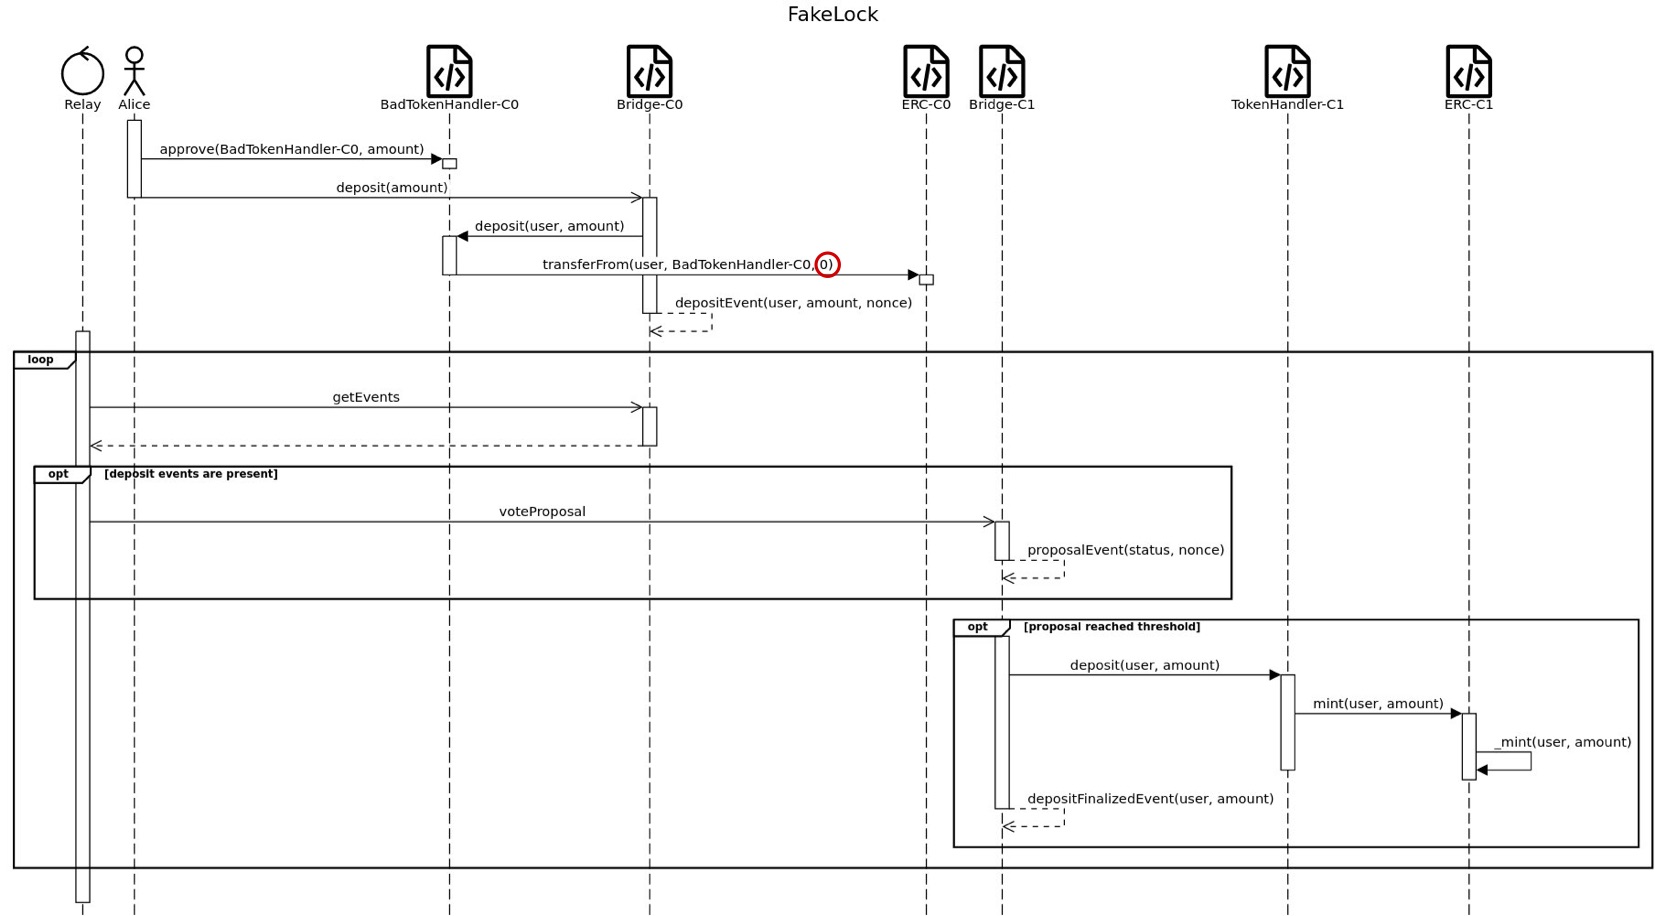 FakeLock
Relay
Alice
BadTokenHandler-C0
Bridge-C0
ERC-C0
Bridge-C1
TokenHandler-C1
ERC-C1
approve(BadTokenHandler-C0, amount)
deposit(amount)
deposit(user, amount)
transferFrom(user, BadTokenHandler-C0, 0)
depositEvent(user, amount, nonce)
loop
getEvents
opt
[deposit events are present]
voteProposal
proposalEvent(status, nonce)
opt
[proposal reached threshold]
deposit(user, amount)
mint(user, amount)
_mint(user, amount)
depositFinalizedEvent(user, amount)